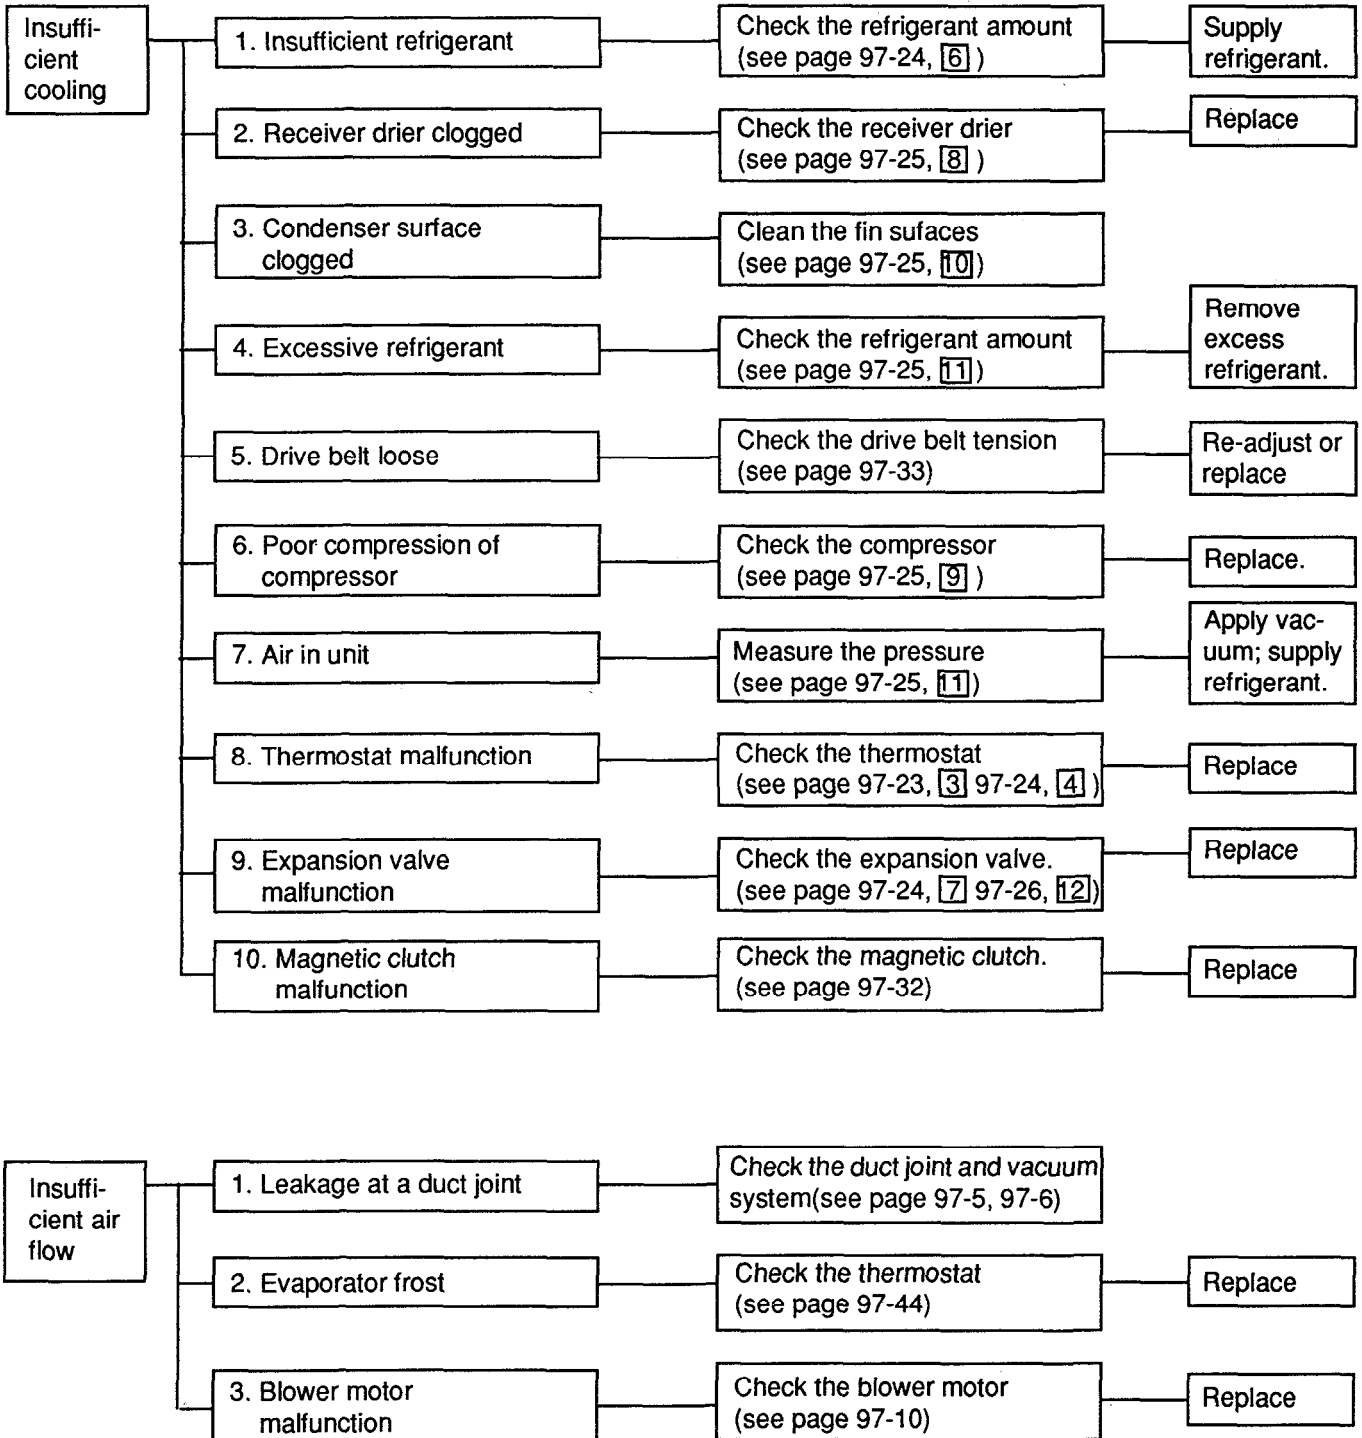 Insuffi-
cient
cooling
1. Insufficient refrigerant
Check the refrigerant amount
(see page 97-24, 6 )
Supply
refrigerant.
2. Receiver drier clogged
Check the receiver drier
(see page 97-25, 8 )
Replace
3. Condenser surface
clogged
Clean the fin sufaces
(see page 97-25, 10)
4. Excessive refrigerant
Check the refrigerant amount
(see page 97-25, 11)
Remove
excess
refrigerant.
5. Drive belt loose
Check the drive belt tension
(see page 97-33)
Re-adjust or
replace
6. Poor compression of
compressor
Check the compressor
(see page 97-25, 9 )
Replace.
7. Air in unit
Measure the pressure
(see page 97-25, 11)
Apply vac-
uum; supply
refrigerant.
8. Thermostat malfunction
Check the thermostat
(see page 97-23, 3 97-24, 4 )
Replace
9. Expansion valve
malfunction
Check the expansion valve.
(see page 97-24, 7 97-26, 12)
Replace
10. Magnetic clutch
malfunction
Check the magnetic clutch.
(see page 97-32)
Replace
Insuffi-
cient air
flow
1. Leakage at a duct joint
Check the duct joint and vacuum
system(see page 97-5, 97-6)
2. Evaporator frost
Check the thermostat
(see page 97-44)
Replace
3. Blower motor
malfunction
Check the blower motor
(see page 97-10)
Replace